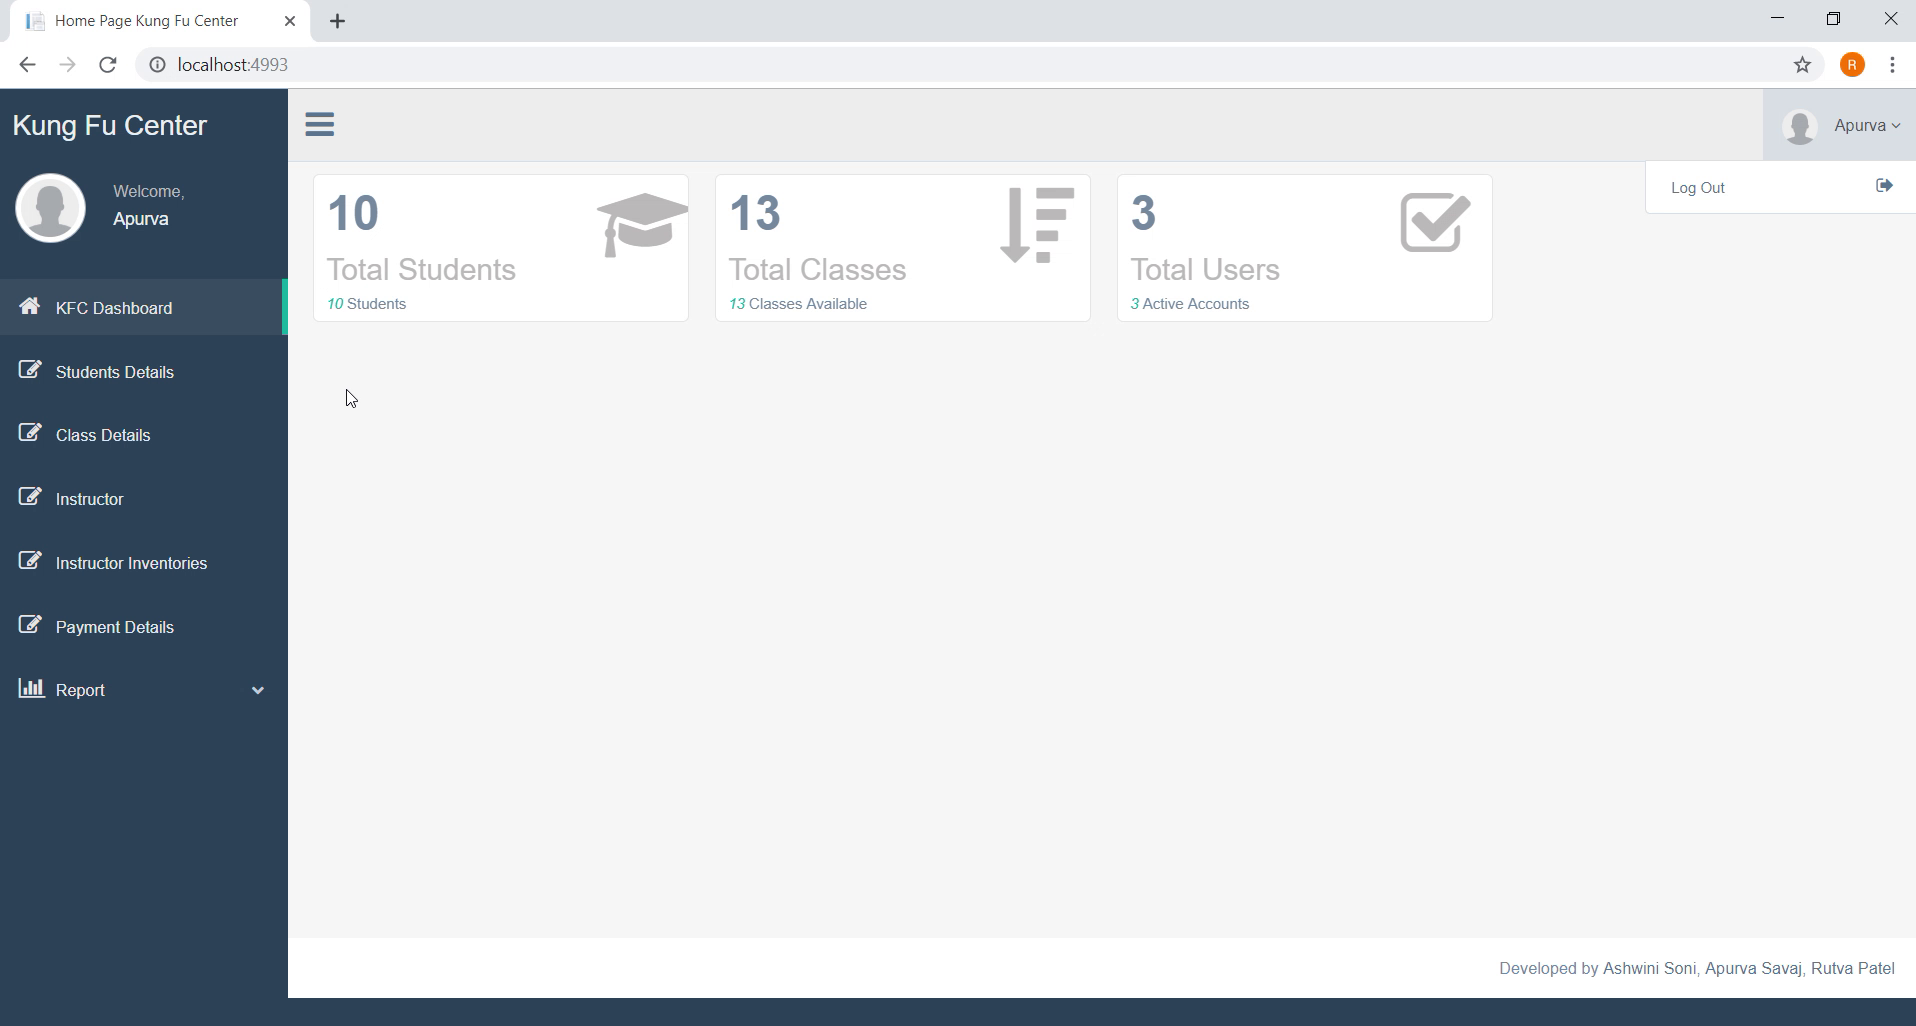 Home Page Kung Fu Center
localhost:4993
R
Kung Fu Center
Welcome,
Apurva
KFC Dashboard
Students Details
Class Details
Instructor
Instructor Inventories
Payment Details
Report
Apurva
Log Out
10
Total Students
10 Students
13
Total Classes
13 Classes Available
3
Total Users
3 Active Accounts
Developed by Ashwini Soni, Apurva Savaj, Rutva Patel